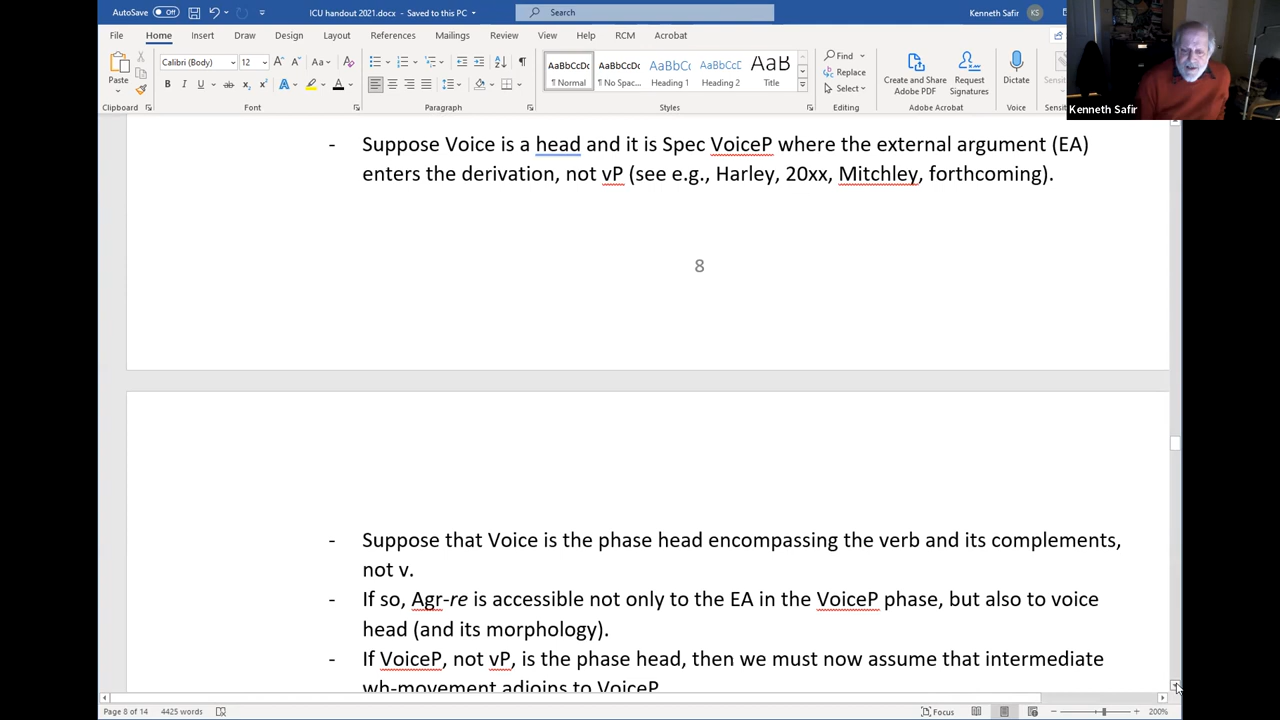 AutoSave Off ICU handout 2021.docx - Saved to this PC Search Kenneth Safir KS
File Home Insert Draw Design Layout References Mailings Review View Help RCM Acrobat
Calibri (Body) 12 Aa AaBbCcDc AaBbCcDc AaBbCc AaBbCcC AaB Find
Replace
Select
Paste ¶ Normal ¶ No Spac... Heading 1 Heading 2 Title Create and Share Adobe PDF Request Signatures Dictate
Clipboard Font Paragraph Styles Editing Adobe Acrobat Voice
Kenneth Safir
- Suppose Voice is a head and it is Spec VoiceP where the external argument (EA)
enters the derivation, not vP (see e.g., Harley, 20xx, Mitchley, forthcoming).
8
- Suppose that Voice is the phase head encompassing the verb and its complements,
not v.
- If so, Agr-re is accessible not only to the EA in the VoiceP phase, but also to voice
head (and its morphology).
- If VoiceP, not vP, is the phase head, then we must now assume that intermediate
wh-movement adjoins to VoiceP.
Page 8 of 14 4425 words Focus 200%